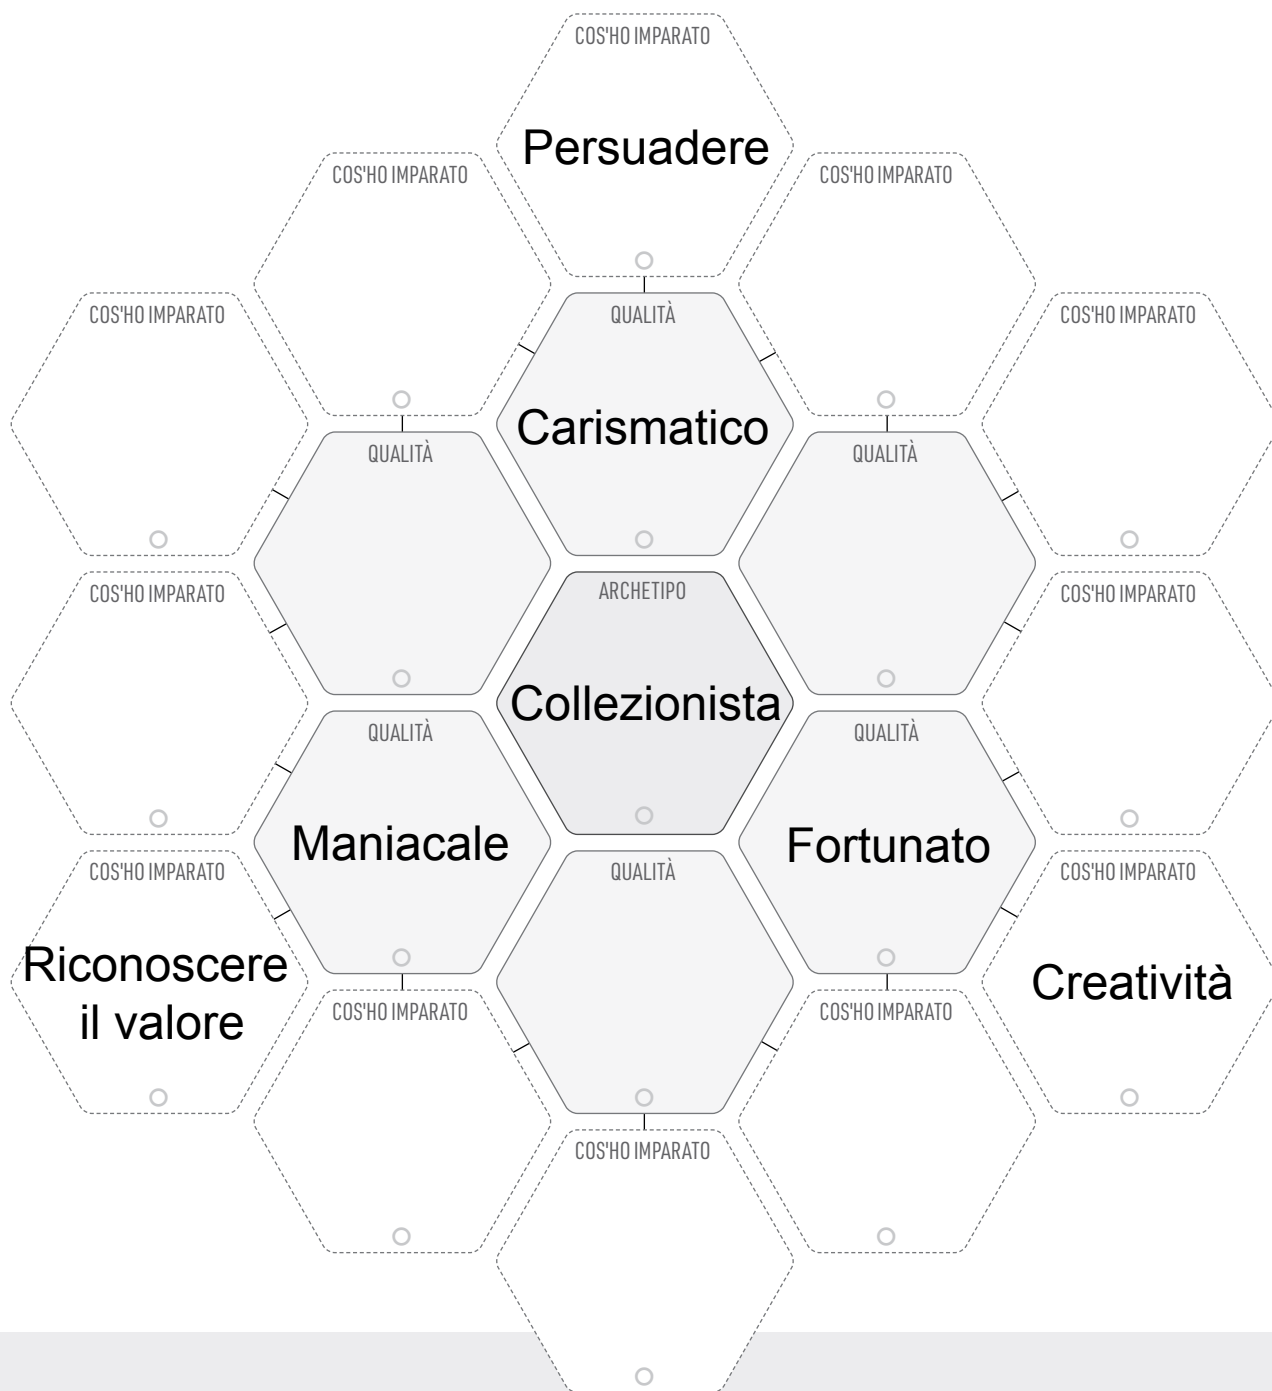 COS'HO IMPARATO
Persuadere
COS'HO IMPARATO
COS'HO IMPARATO
COS'HO IMPARATO
QUALITÀ
COS'HO IMPARATO
Carismatico
QUALITÀ
QUALITÀ
COS'HO IMPARATO
ARCHETIPO
COS'HO IMPARATO
Collezionista
QUALITÀ
QUALITÀ
Maniacale
Fortunato
COS'HO IMPARATO
QUALITÀ
COS'HO IMPARATO
Riconoscere
il valore
Creatività
COS'HO IMPARATO
COS'HO IMPARATO
COS'HO IMPARATO